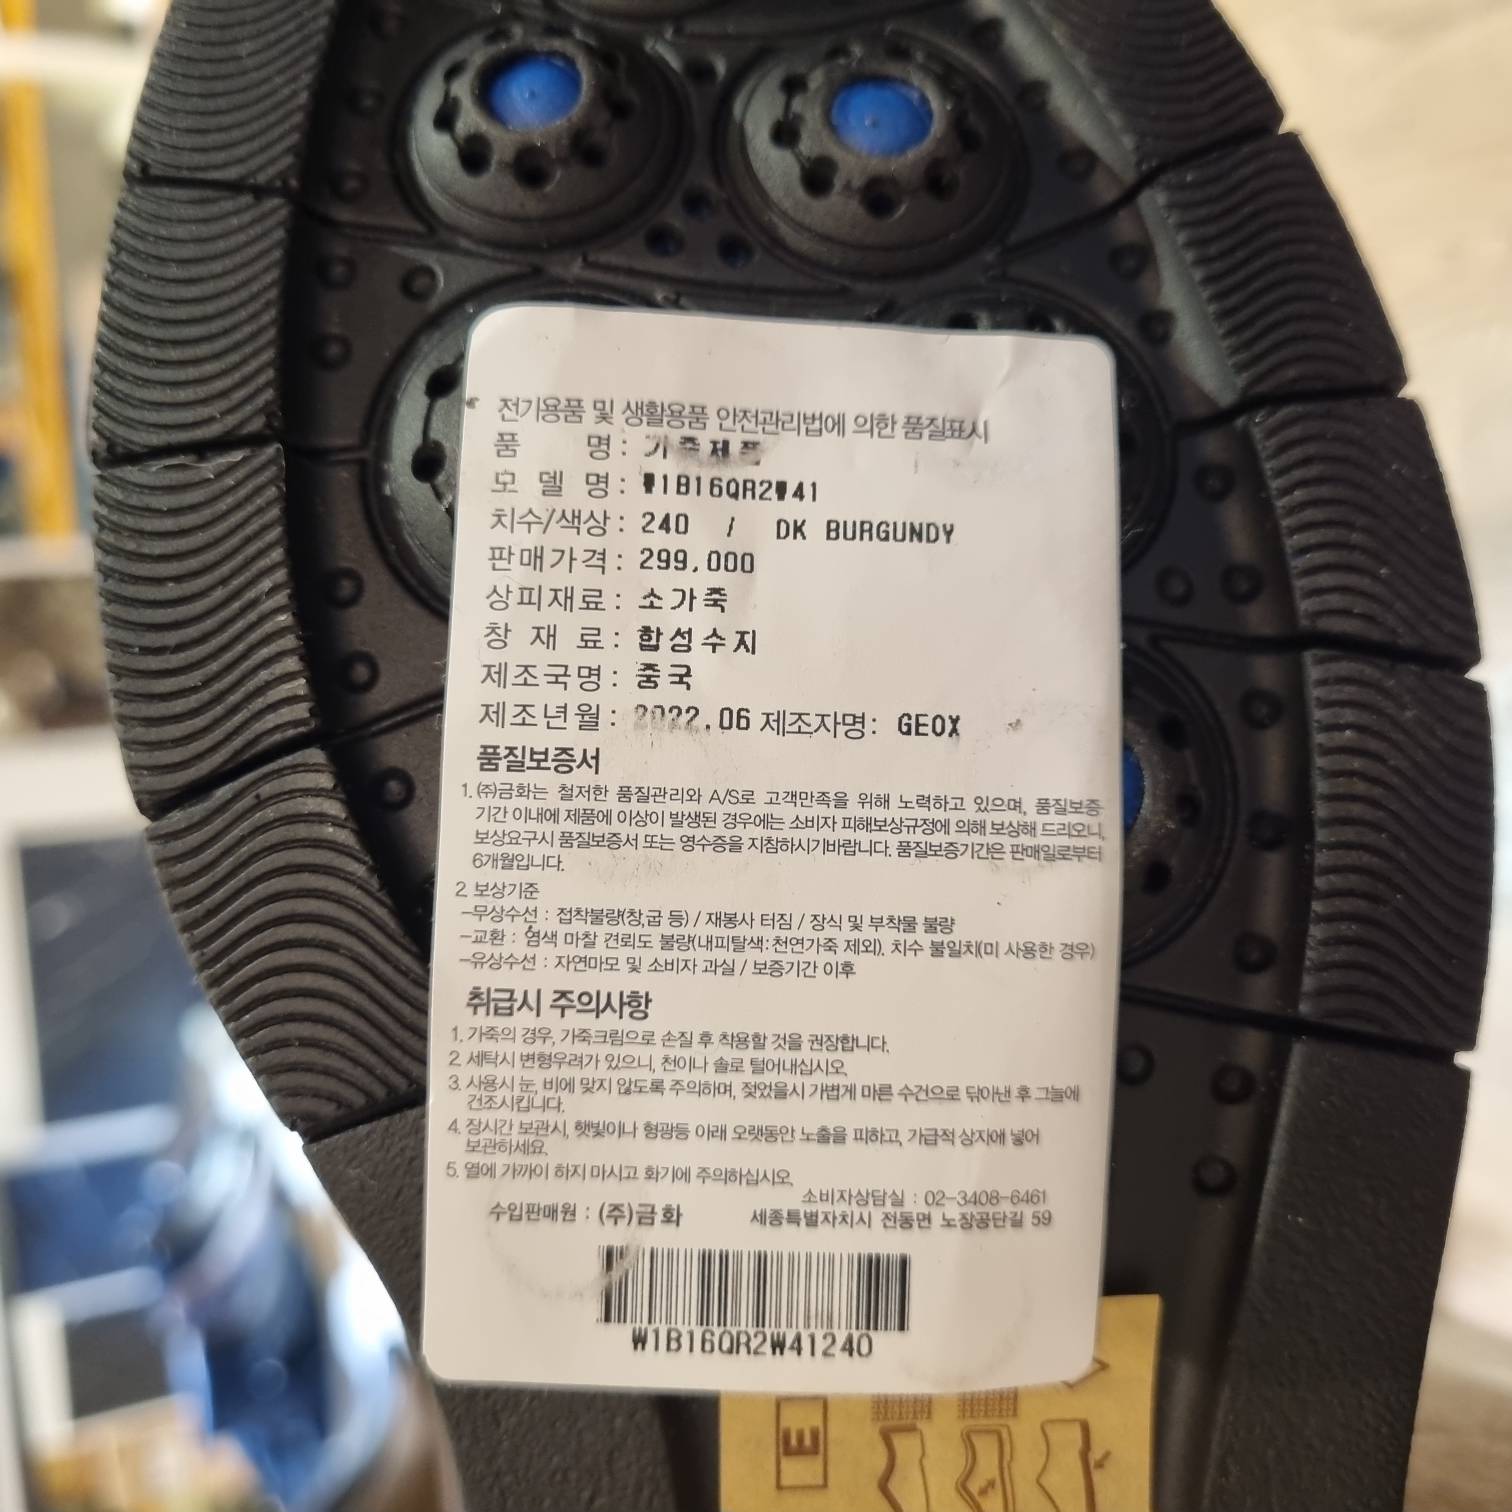 전기용품 및 생활용품 안전관리법에 의한 품질표시
품 명 : 가죽제품
모 델 명 : W1B16QR2W41
치수/색상 : 240 / DK BURGUNDY
판매가격 : 299,000
상피재료 : 소가죽
창 재 료 : 합성수지
제조국명 : 중국
제조년월 : 2022.06 제조자명 : GEOX
품질보증서
1. ㈜금화는 철저한 품질관리와 A/S로 고객만족을 위해 노력하고 있으며, 품질보증
기간 이내에 제품에 이상이 발생된 경우에는 소비자 피해보상규정에 의해 보상해 드리오니,
보상요구시 품질보증서 또는 영수증을 지참하시기바랍니다. 품질보증기간은 판매일로부터
6개월입니다.
2. 보상기준
-무상수선 : 접착불량(창,굽 등) / 재봉사 터짐 / 장식 및 부착물 불량
-교환 : 염색 마찰 견뢰도 불량(내피탈색:천연가죽 제외), 치수 불일치(미 사용한 경우)
-유상수선 : 자연마모 및 소비자 과실 / 보증기간 이후
취급시 주의사항
1. 가죽의 경우, 가죽크림으로 손질 후 착용할 것을 권장합니다.
2. 세탁시 변형우려가 있으니, 천이나 솔로 털어내십시오.
3. 사용시 눈, 비에 맞지 않도록 주의하며, 젖었을시 가볍게 마른 수건으로 닦아낸 후 그늘에
건조시킵니다.
4. 장시간 보관시, 햇빛이나 형광등 아래 오랫동안 노출을 피하고, 가급적 상자에 넣어
보관하세요.
5. 열에 가까이 하지 마시고 화기에 주의하십시오.
소비자상담실 : 02-3408-6461
수입판매원 : (주)금화 세종특별자치시 전동면 노장공단길 59
W1B16QR2W41240
E